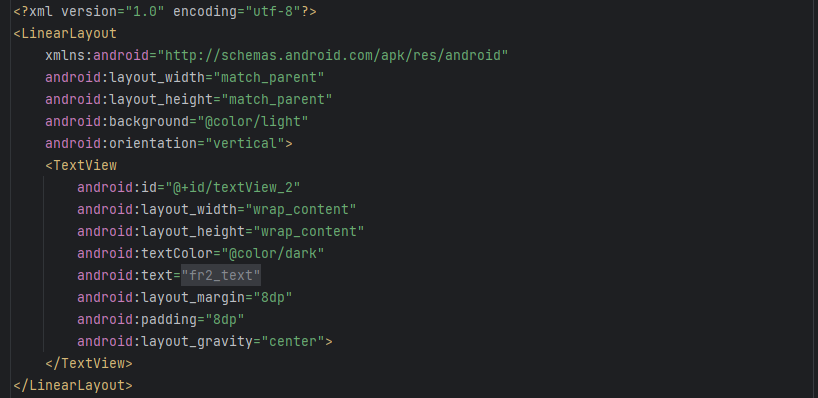 <?xml version="1.0" encoding="utf-8"?>
<LinearLayout
    xmlns:android="http://schemas.android.com/apk/res/android"
    android:layout_width="match_parent"
    android:layout_height="match_parent"
    android:background="@color/light"
    android:orientation="vertical">
    <TextView
        android:id="@+id/textView_2"
        android:layout_width="wrap_content"
        android:layout_height="wrap_content"
        android:textColor="@color/dark"
        android:text="fr2_text"
        android:layout_margin="8dp"
        android:padding="8dp"
        android:layout_gravity="center">
    </TextView>
</LinearLayout>